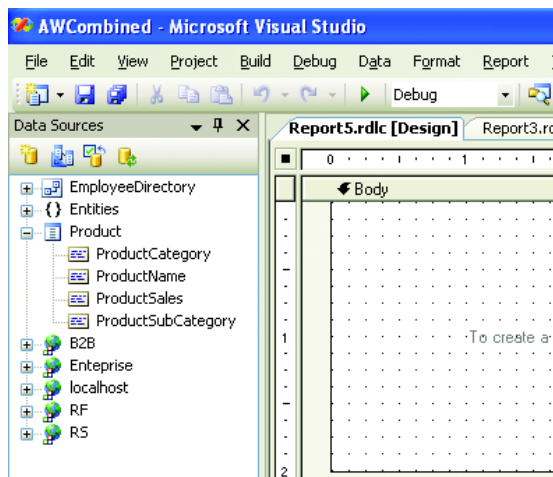 AWCombined - Microsoft Visual Studio
File Edit View Project Build Debug Data Format Report
Debug
Data Sources
Report5.rdlc [Design] Report3.rd
0 1
EmployeeDirectory
Body
Entities
Product
ProductCategory
ProductName
ProductSales
ProductSubCategory
B2B
1 To create a
Enteprise
localhost
RF
RS
2